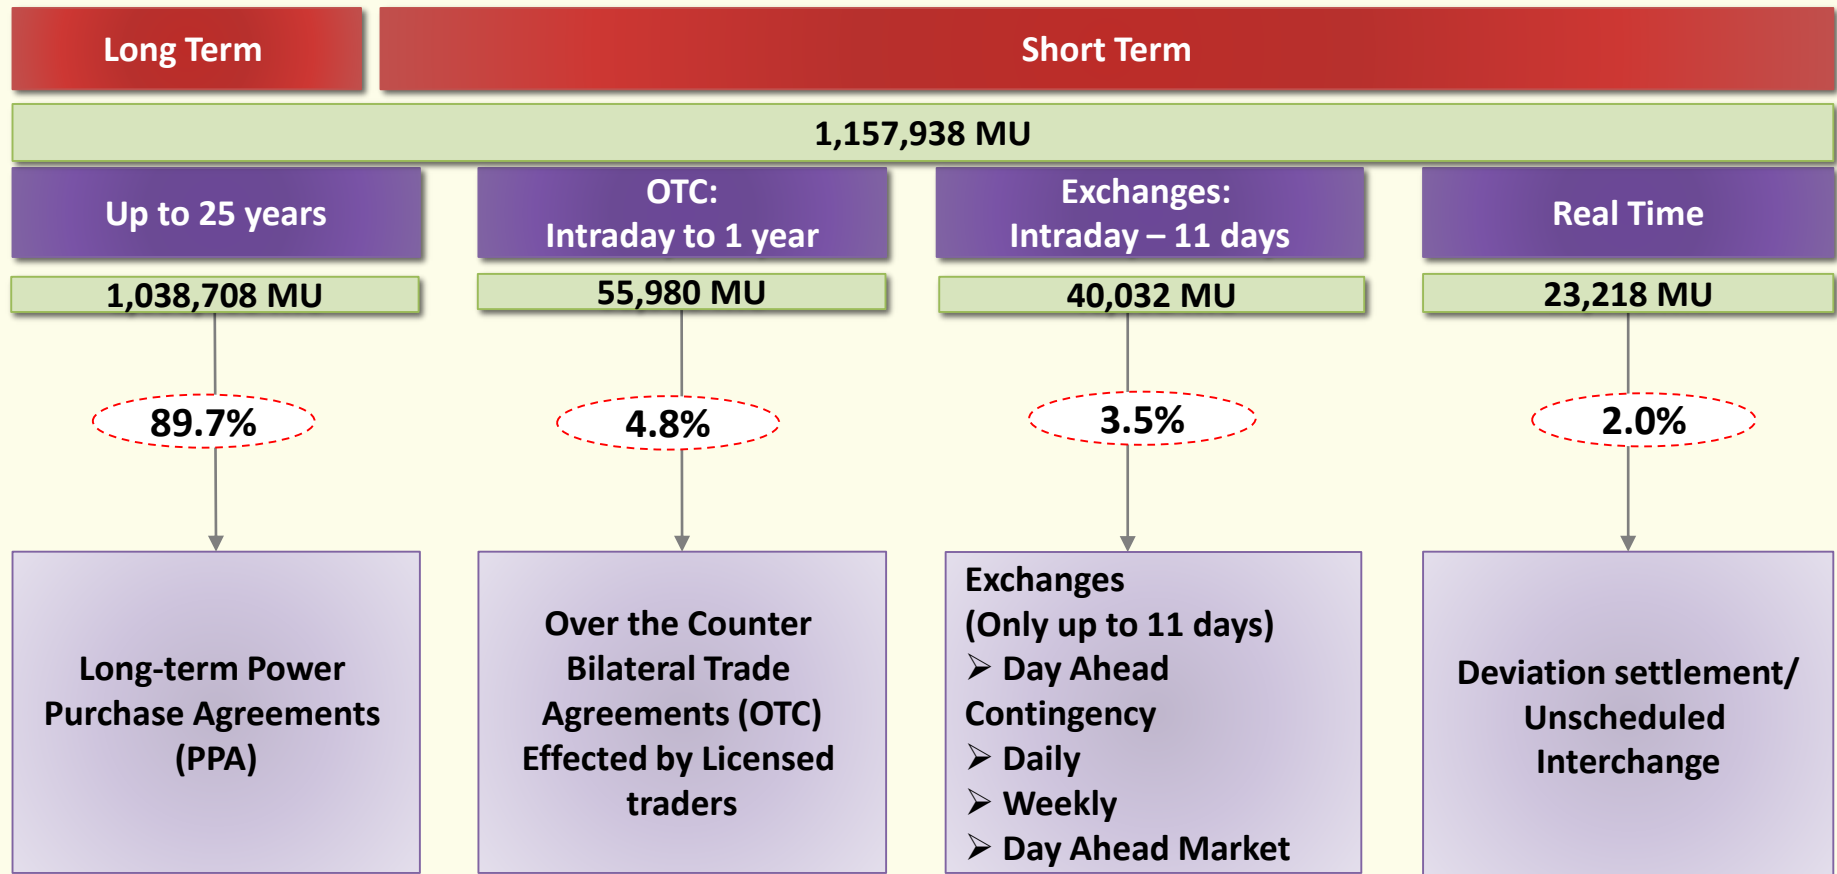 Long Term
Short Term
1,157,938 MU
Up to 25 years
OTC:
Intraday to 1 year
Exchanges:
Intraday – 11 days
Real Time
1,038,708 MU
55,980 MU
40,032 MU
23,218 MU
89.7%
4.8%
3.5%
2.0%
Long-term Power
Purchase Agreements
(PPA)
Over the Counter
Bilateral Trade
Agreements (OTC)
Effected by Licensed
traders
Exchanges
(Only up to 11 days)
➢ Day Ahead
Contingency
➢ Daily
➢ Weekly
➢ Day Ahead Market
Deviation settlement/
Unscheduled
Interchange